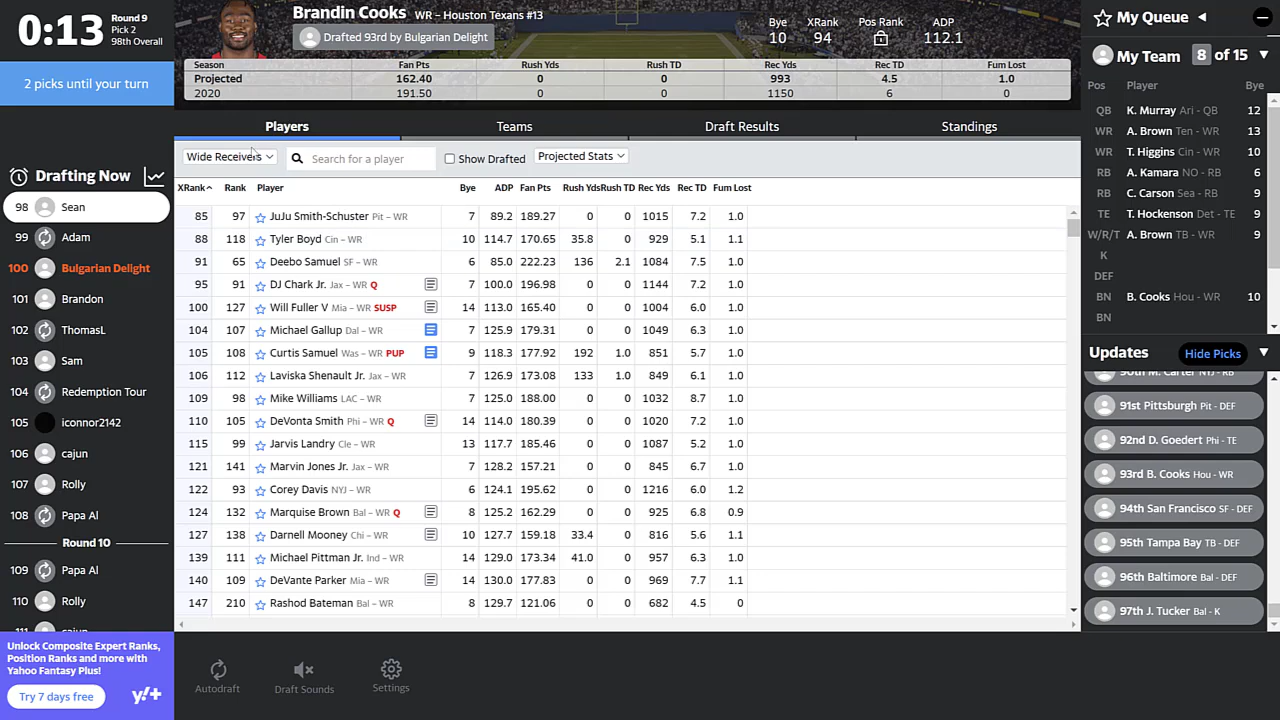 0:13
Round 9
Pick 2
98th Overall
2 picks until your turn
Drafting Now
98 Sean
99 Adam
100 Bulgarian Delight
101 Brandon
102 ThomasL
103 Sam
104 Redemption Tour
105 iconnor2142
106 cajun
107 Rolly
108 Papa Al
Round 10
109 Papa Al
110 Rolly
111 cajun
Unlock Composite Expert Ranks,
Position Ranks and more with
Yahoo Fantasy Plus!
Try 7 days free
y!+
Brandin Cooks WR – Houston Texans #13
Drafted 93rd by Bulgarian Delight
Bye XRank Pos Rank ADP
10 94 112.1
Season Fan Pts Rush Yds Rush TD Rec Yds Rec TD Fum Lost
Projected 162.40 0 0 993 4.5 1.0
2020 191.50 0 0 1150 6 0
Players Teams Draft Results Standings
Wide Receivers Search for a player Show Drafted Projected Stats
XRank Rank Player Bye ADP Fan Pts Rush Yds Rush TD Rec Yds Rec TD Fum Lost
85 97 JuJu Smith-Schuster Pit – WR 7 89.2 189.27 0 0 1015 7.2 1.0
88 118 Tyler Boyd Cin – WR 10 114.7 170.65 35.8 0 929 5.1 1.1
91 65 Deebo Samuel SF – WR 6 85.0 222.23 136 2.1 1084 7.5 1.0
95 91 DJ Chark Jr. Jax – WR Q 7 100.0 196.98 0 0 1144 7.2 1.0
100 127 Will Fuller V Mia – WR SUSP 14 113.0 165.40 0 0 1004 6.0 1.0
104 107 Michael Gallup Dal – WR 7 125.9 179.31 0 0 1049 6.3 1.0
105 108 Curtis Samuel Was – WR PUP 9 118.3 177.92 192 1.0 851 5.7 1.0
106 112 Laviska Shenault Jr. Jax – WR 7 126.9 173.08 133 1.0 849 6.1 1.0
109 98 Mike Williams LAC – WR 7 125.0 188.00 0 0 1032 8.7 1.0
110 105 DeVonta Smith Phi – WR Q 14 114.0 180.39 0 0 1020 7.2 1.0
115 99 Jarvis Landry Cle – WR 13 117.7 185.46 0 0 1087 5.2 1.0
121 141 Marvin Jones Jr. Jax – WR 7 128.2 157.21 0 0 845 6.7 1.0
122 93 Corey Davis NYJ – WR 6 124.1 195.62 0 0 1216 6.0 1.2
124 132 Marquise Brown Bal – WR Q 8 125.2 162.29 0 0 925 6.8 0.9
127 138 Darnell Mooney Chi – WR 10 127.7 159.18 33.4 0 816 5.6 1.1
139 111 Michael Pittman Jr. Ind – WR 14 129.0 173.34 41.0 0 957 6.3 1.0
140 109 DeVante Parker Mia – WR 14 130.0 177.83 0 0 969 7.7 1.1
147 210 Rashod Bateman Bal – WR 8 129.7 121.06 0 0 682 4.5 0
Autodraft Draft Sounds Settings
My Queue
My Team 8 of 15
Pos Player Bye
QB K. Murray Ari - QB 12
WR A. Brown Ten - WR 13
WR T. Higgins Cin - WR 10
RB A. Kamara NO - RB 6
RB C. Carson Sea - RB 9
TE T. Hockenson Det - TE 9
W/R/T A. Brown TB - WR 9
K
DEF
BN B. Cooks Hou - WR 10
BN
Updates Hide Picks
90th M. Carter NYJ - RB
91st Pittsburgh Pit - DEF
92nd D. Goedert Phi - TE
93rd B. Cooks Hou - WR
94th San Francisco SF - DEF
95th Tampa Bay TB - DEF
96th Baltimore Bal - DEF
97th J. Tucker Bal - K